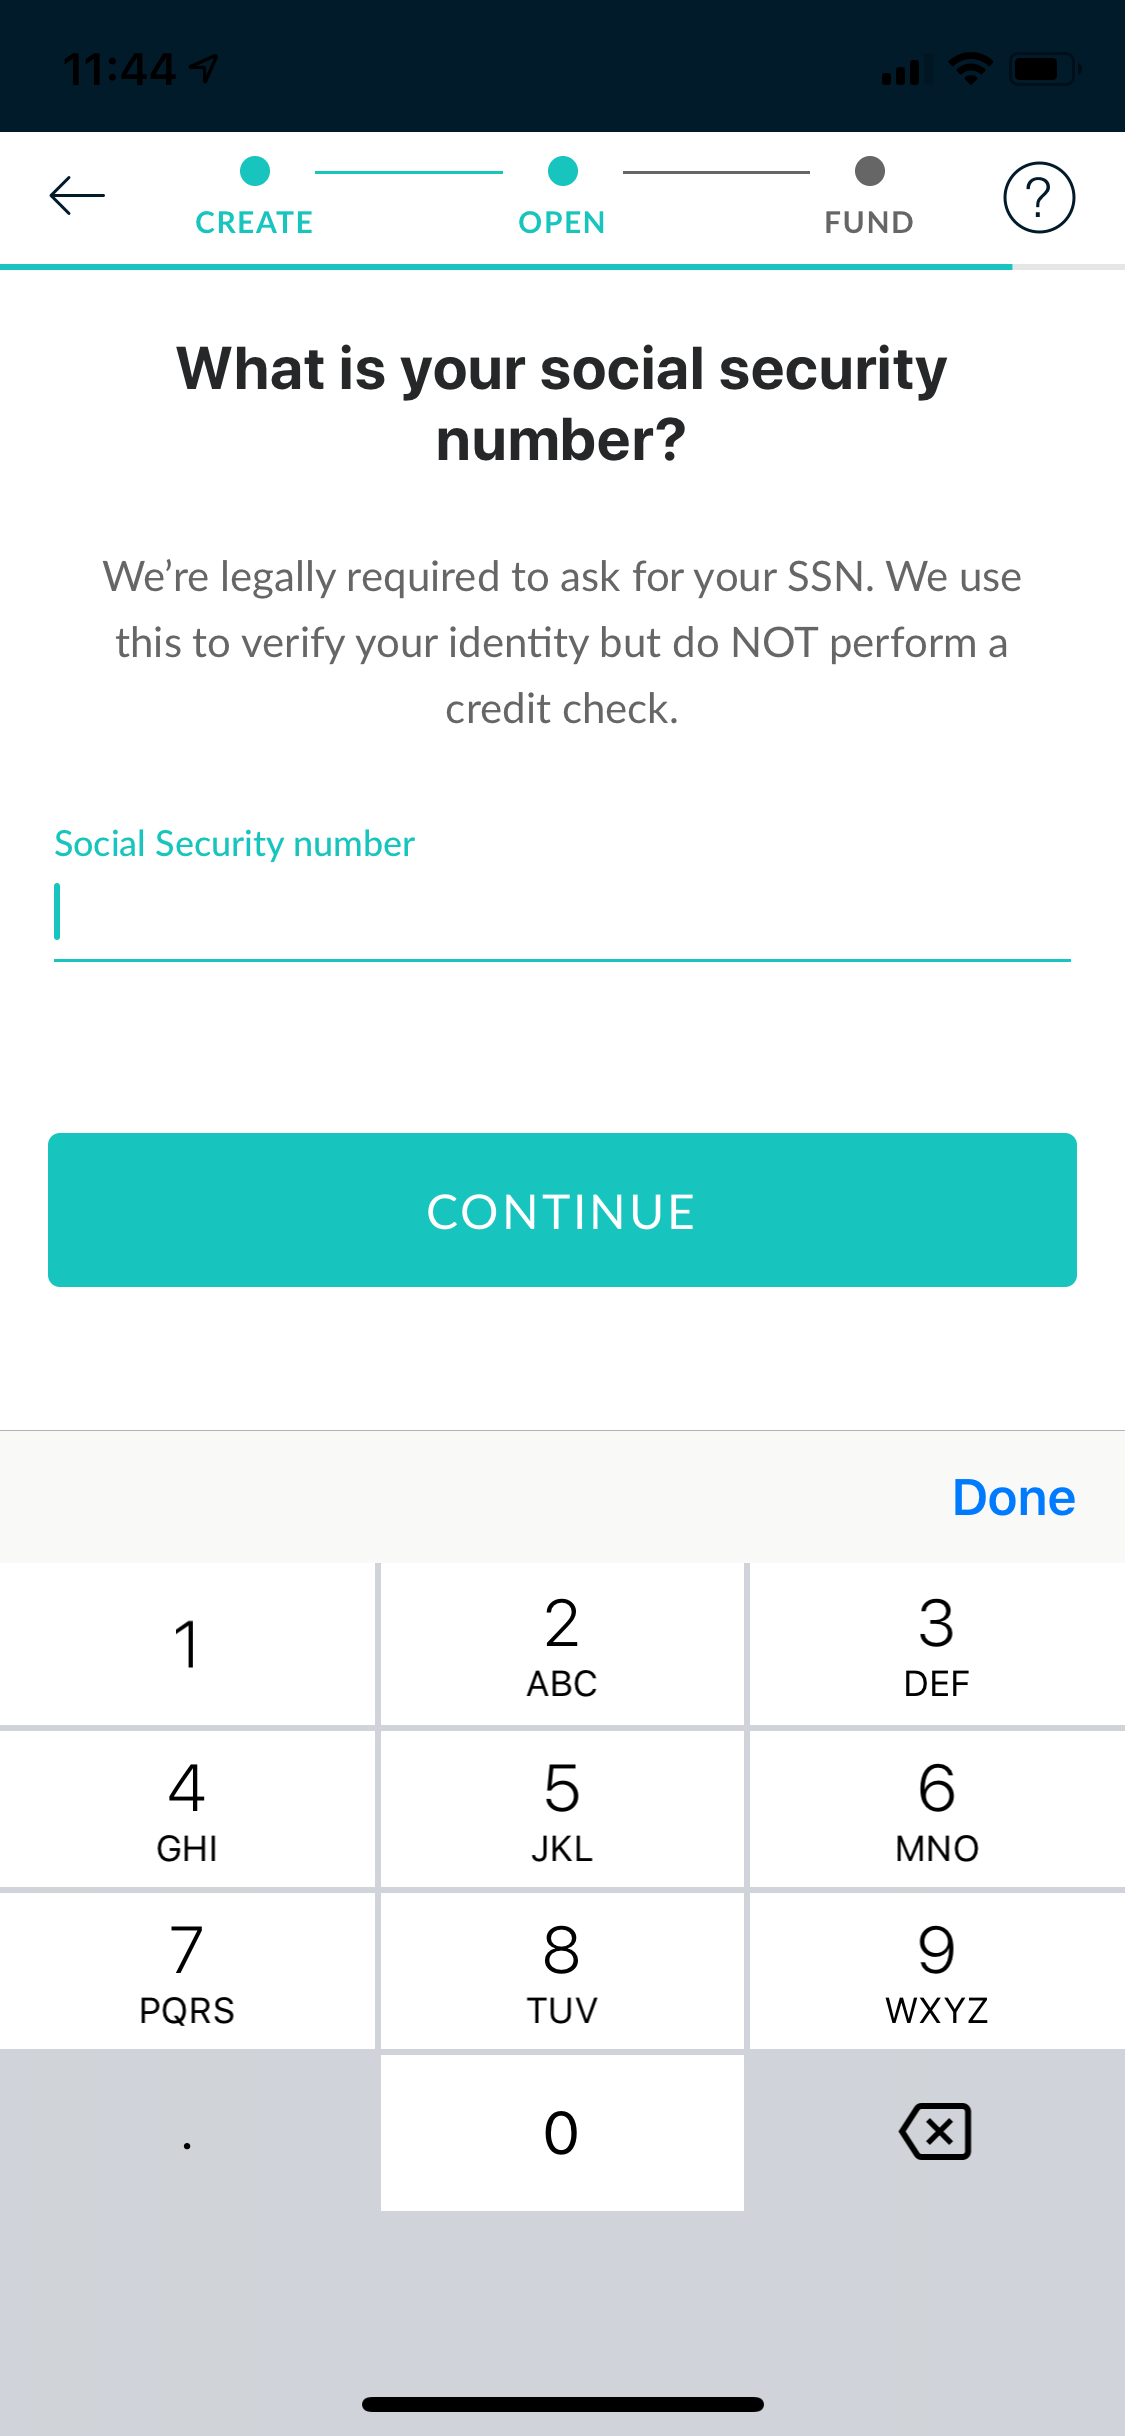 11:44
CREATE OPEN FUND ?
What is your social security
number?
We’re legally required to ask for your SSN. We use
this to verify your identity but do NOT perform a
credit check.
Social Security number
CONTINUE
Done
1 2 3
ABC DEF
4 5 6
GHI JKL MNO
7 8 9
PQRS TUV WXYZ
. 0